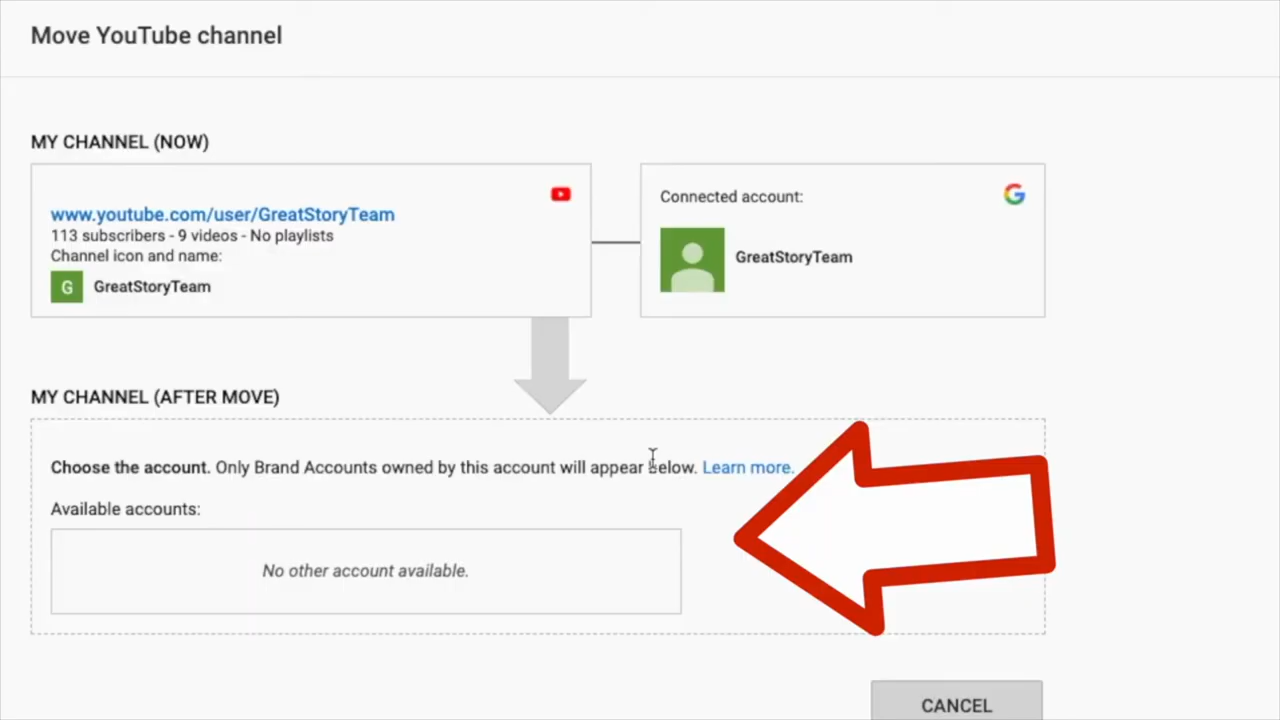 Move YouTube channel
MY CHANNEL (NOW)
www.youtube.com/user/GreatStoryTeam
113 subscribers - 9 videos - No playlists
Channel icon and name:
G GreatStoryTeam
Connected account:
GreatStoryTeam
MY CHANNEL (AFTER MOVE)
Choose the account. Only Brand Accounts owned by this account will appear below. Learn more.
Available accounts:
No other account available.
CANCEL